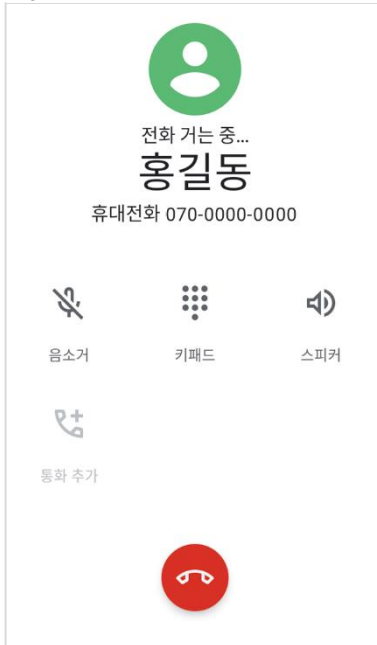 전화 거는 중...
홍길동
휴대전화 070-0000-0000
음소거
키패드
스피커
통화 추가